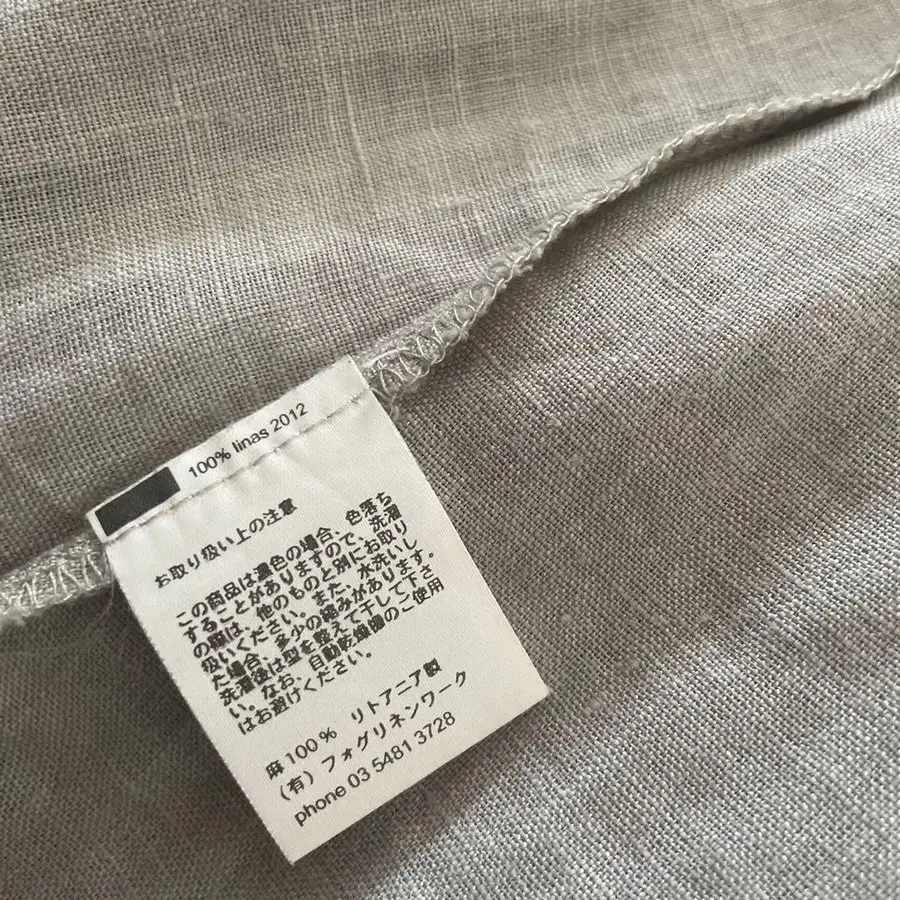 100% linas 2012
お取り扱い上の注意
この商品は濃色の場合、色落ち
することがありますので、洗濯
の際は、他のものと別にお取り
扱いください。また、水洗いし
た場合、多少の縮みがあります。
洗濯後は型を整えて干して下さ
い。なお、自動乾燥機のご使用
はお避けください。
麻100% リトアニア製
(有)フォグリネンワーク
phone 03 5481 3728